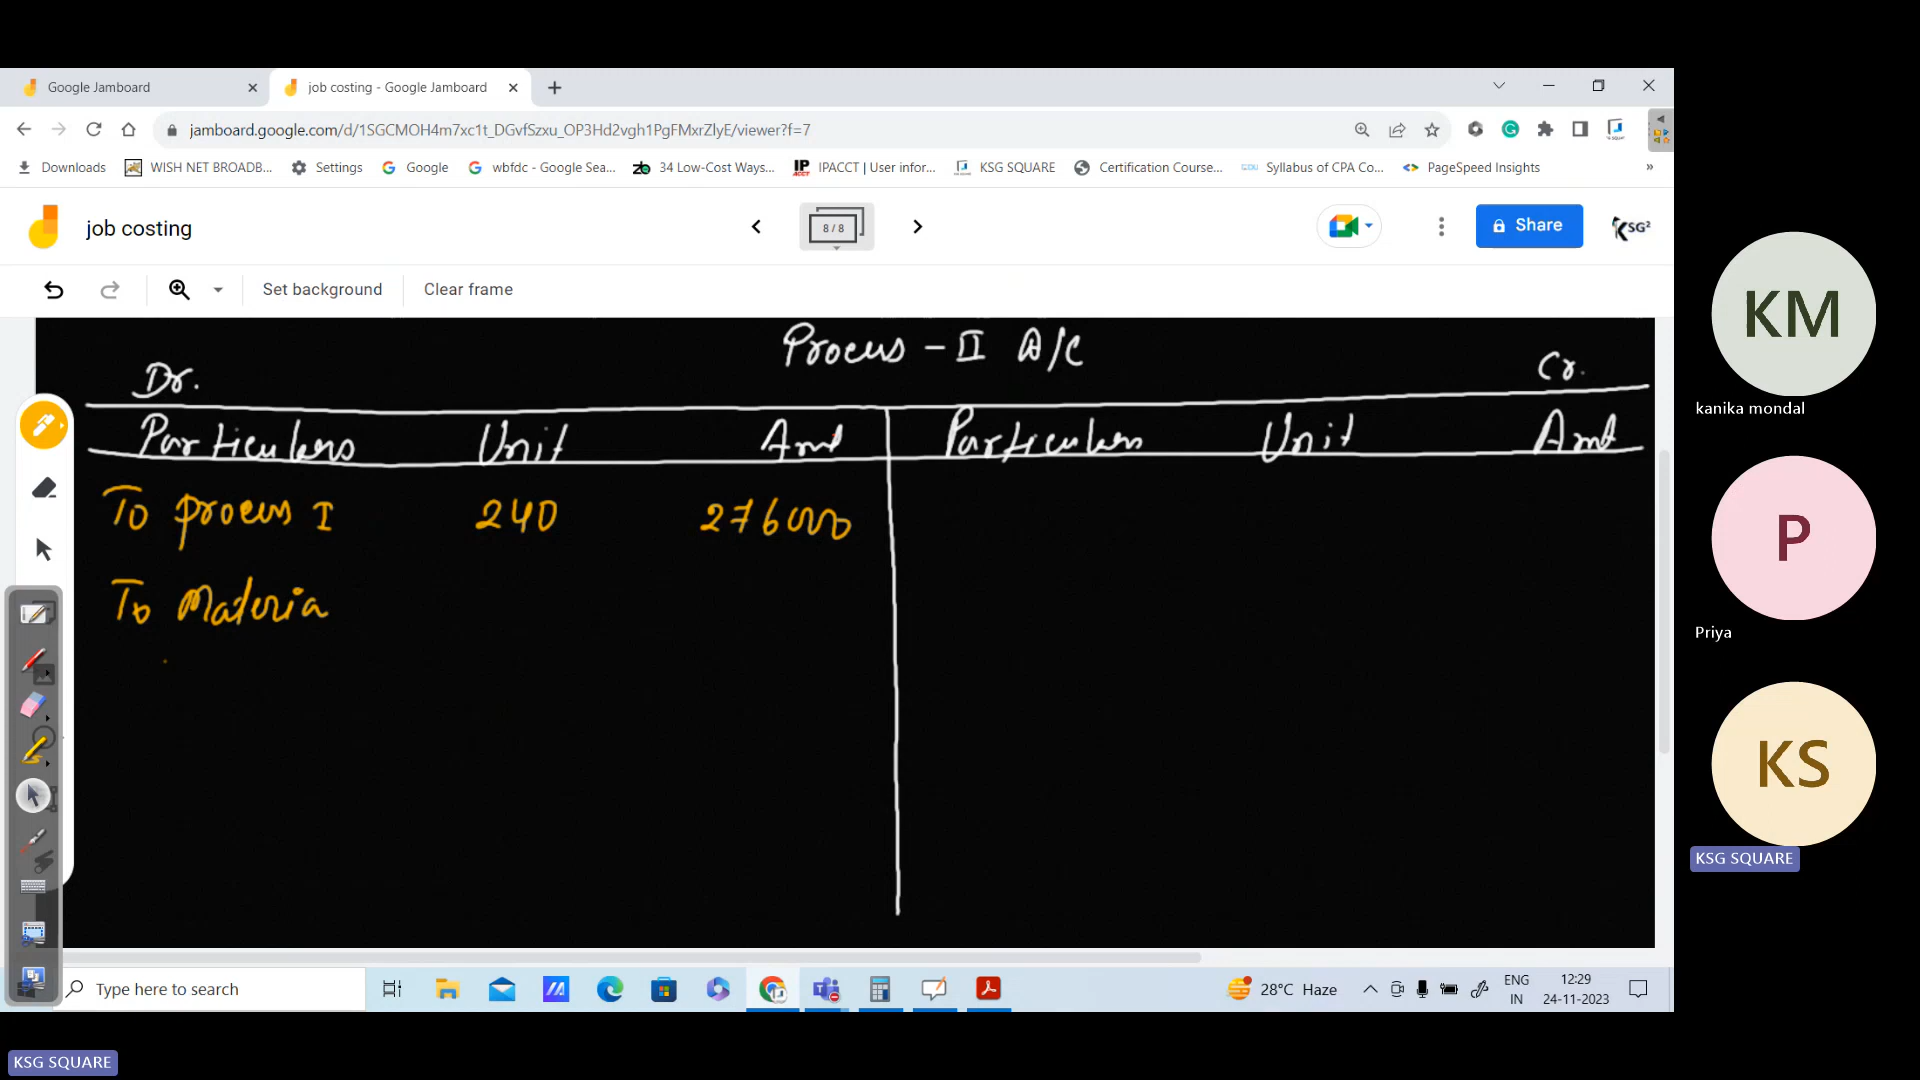 Google Jamboard
job costing - Google Jamboard
jamboard.google.com/d/1SGCMOH4m7xc1t_DGvfSzxu_OP3Hd2vgh1PgFMxrZlyE/viewer?f=7
Downloads WISH NET BROADB... Settings Google wbfdc - Google Sea... 34 Low-Cost Ways... IPACCT | User infor... KSG SQUARE Certification Course... Syllabus of CPA Co... PageSpeed Insights »
job costing
8 / 8
Share
KSG²
Set background
Clear frame
Process - II A/C
Dr.
Cr.
Particulars Unit Amt Particulars Unit Amt
To process I 240 276000
To Materia
KM
kanika mondal
P
Priya
KS
KSG SQUARE
Type here to search
28°C Haze
ENG
IN
12:29
24-11-2023
KSG SQUARE